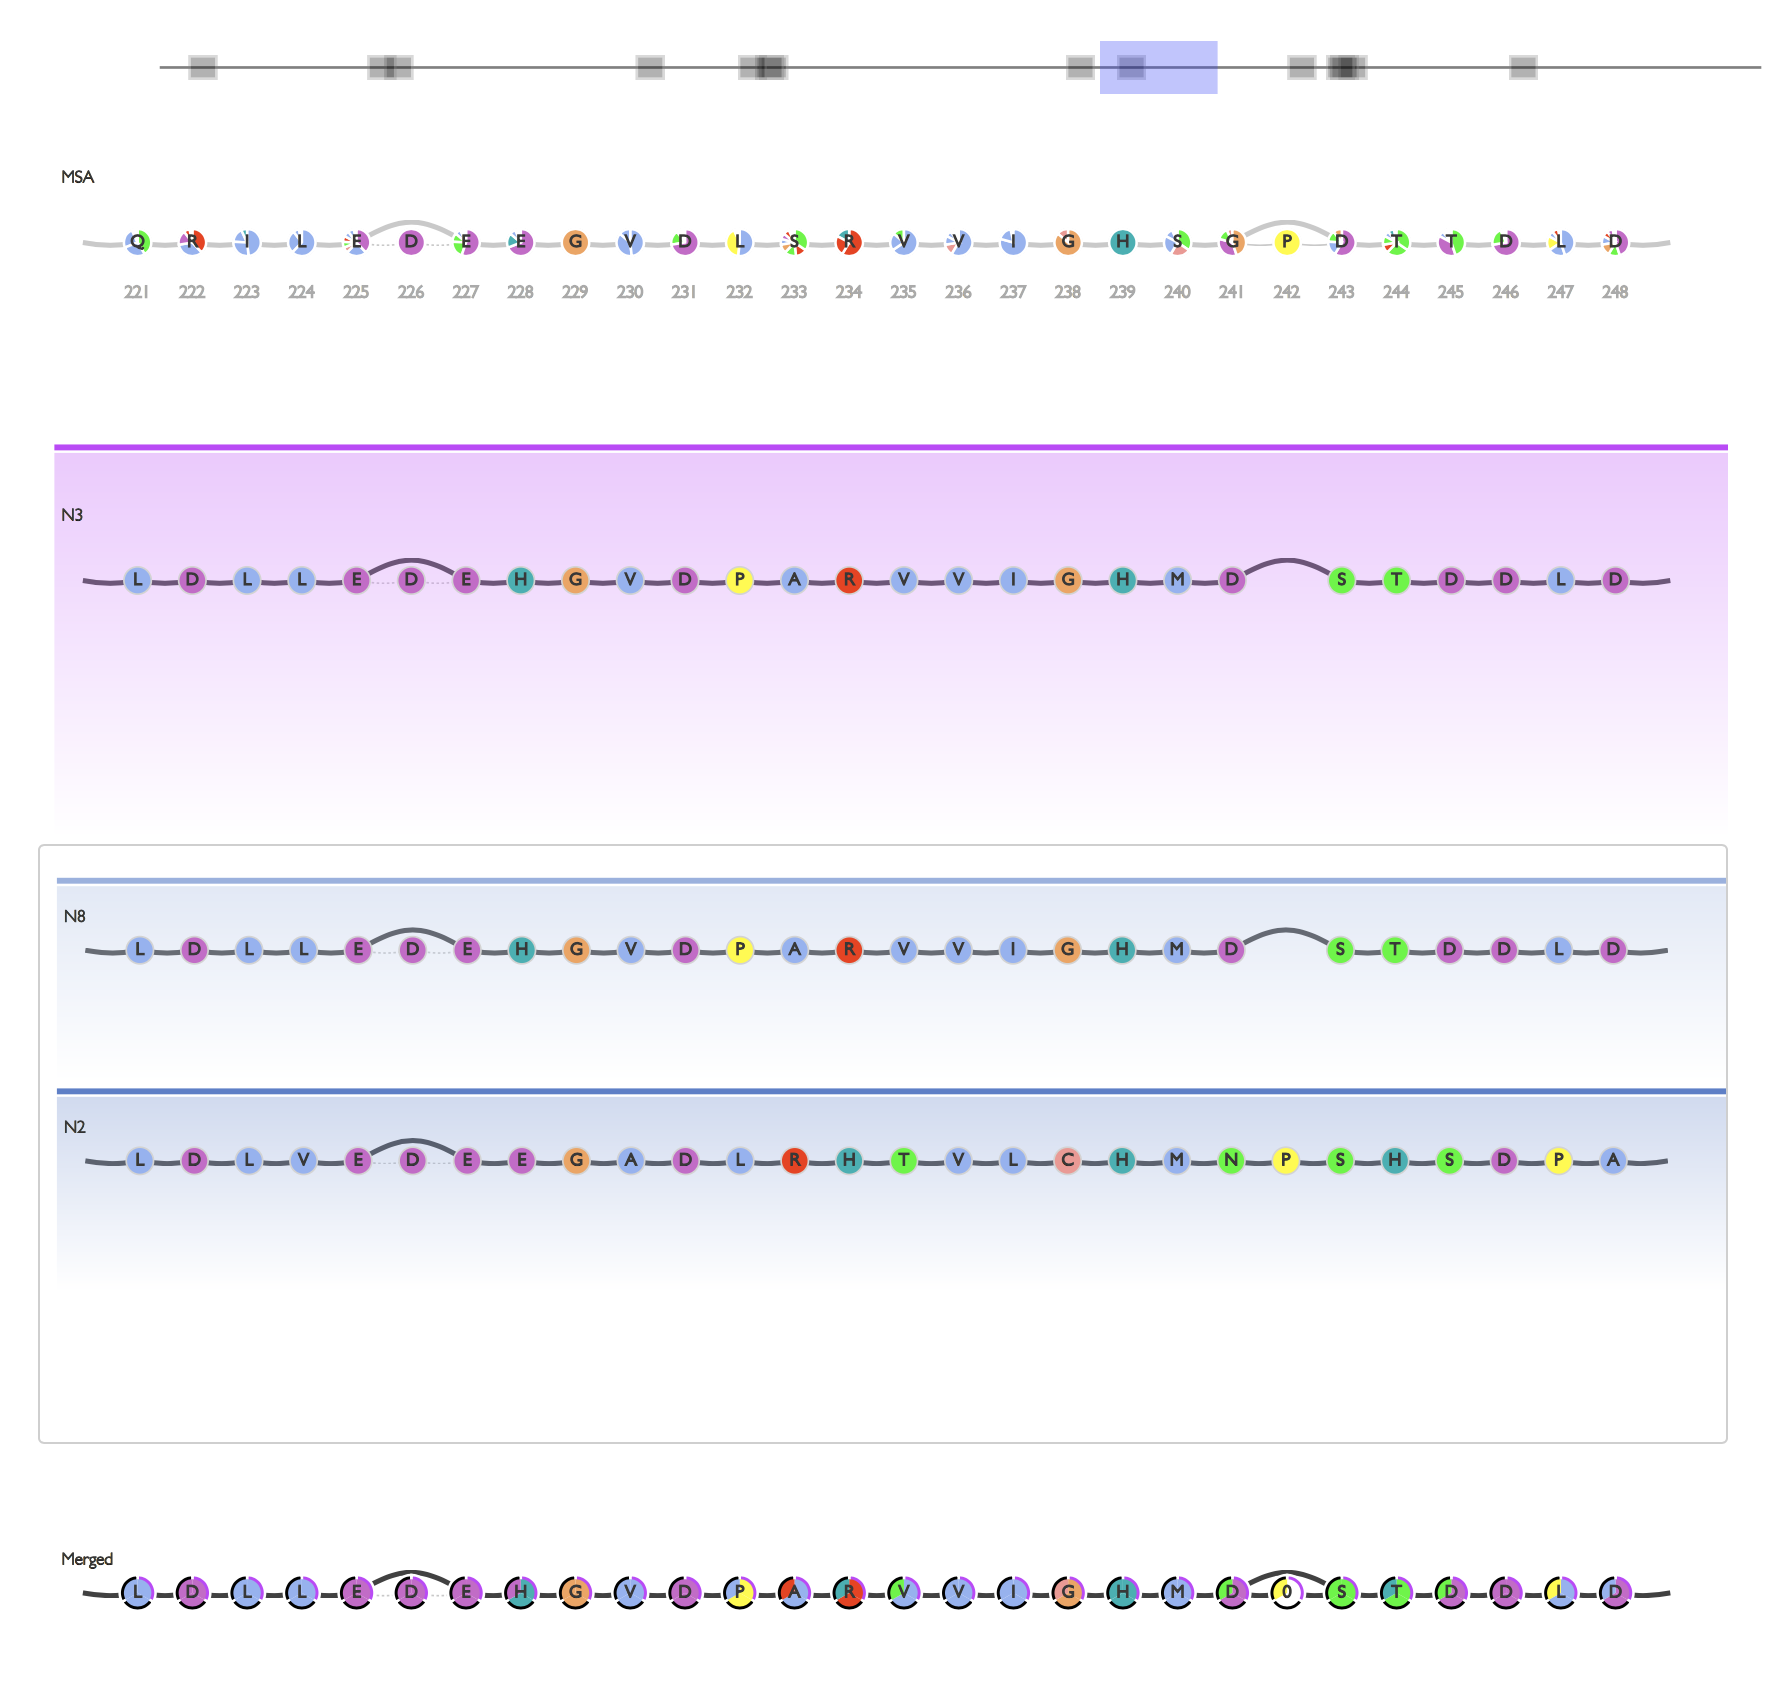 MSA
Q R I L E D E E G V D L S R V V I G H S G P D T T D L D
221 222 223 224 225 226 227 228 229 230 231 232 233 234 235 236 237 238 239 240 241 242 243 244 245 246 247 248
N3
L D L L E D E H G V D P A R V V I G H M D S T D D L D
N8
L D L L E D E H G V D P A R V V I G H M D S T D D L D
N2
L D L V E D E E G A D L R H T V L C H M N P S H S D P A
Merged
L D L L E D E H G V D P A R V V I G H M D 0 S T D D L D